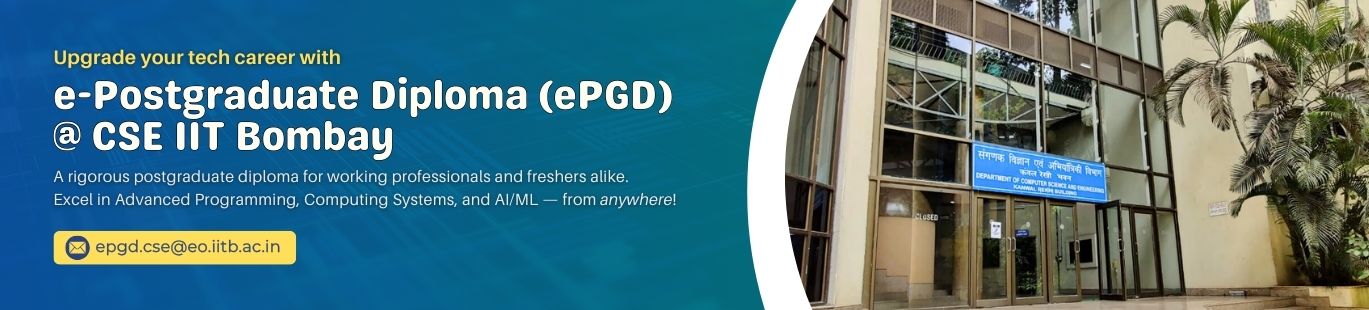 Upgrade your tech career with
e-Postgraduate Diploma (ePGD)
@ CSE IIT Bombay
A rigorous postgraduate diploma for working professionals and freshers alike.
Excel in Advanced Programming, Computing Systems, and AI/ML — from anywhere!
epgd.cse@eo.iitb.ac.in
संगणक विज्ञान एवं अभियांत्रिकी विभाग
कंवल रेखी भवन
DEPARTMENT OF COMPUTER SCIENCE AND ENGINEERING
KANWAL REKHI BUILDING
CLOSED